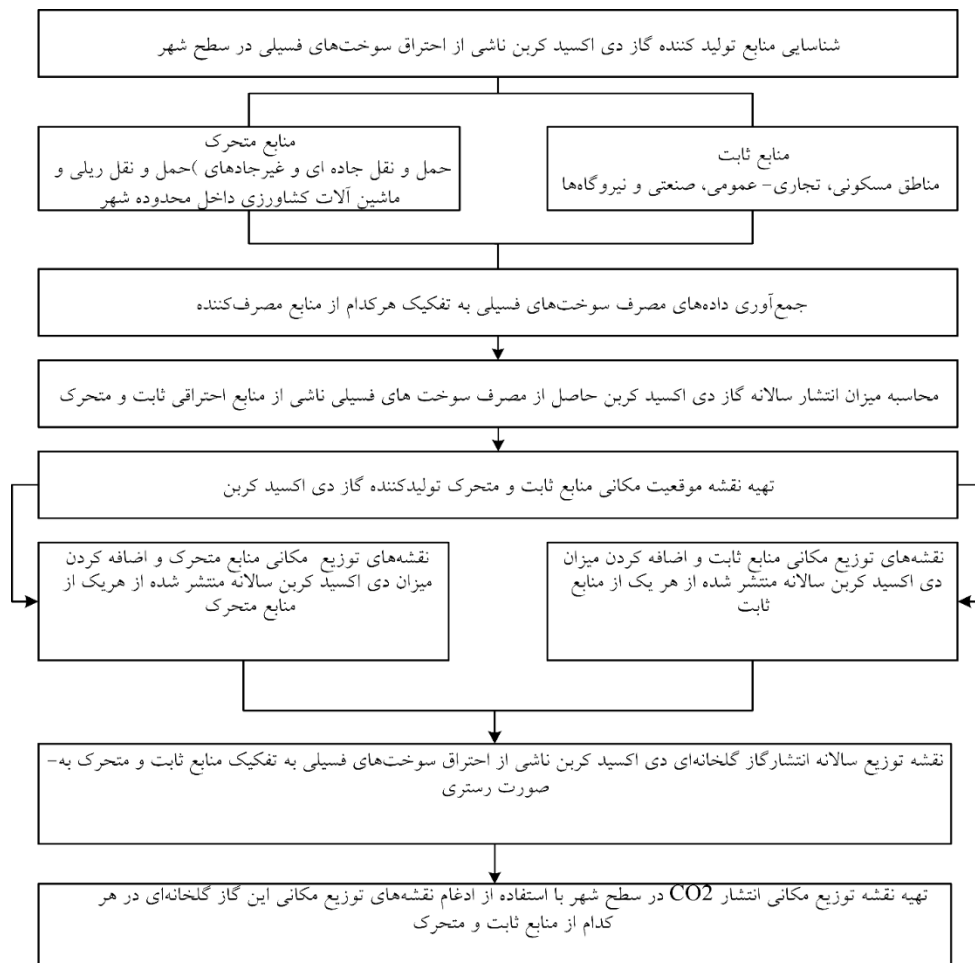 شناسایی منابع تولید کننده گاز دی اکسید کربن ناشی از احتراق سوخت‌های فسیلی در سطح شهر
منابع ثابت
مناطق مسکونی، تجاری- عمومی، صنعتی و نیروگاه‌ها
منابع متحرک
حمل و نقل جاده ای و غیرجاده‌ای )حمل و نقل ریلی و
ماشین آلات کشاورزی داخل محدوده شهر
جمع‌آوری داده‌های مصرف سوخت‌های فسیلی به تفکیک هرکدام از منابع مصرف‌کننده
محاسبه میزان انتشار سالانه گاز دی اکسید کربن حاصل از مصرف سوخت های فسیلی ناشی از منابع احتراقی ثابت و متحرک
تهیه نقشه موقعیت مکانی منابع ثابت و متحرک تولیدکننده گاز دی اکسید کربن
نقشه‌های توزیع مکانی منابع ثابت و اضافه کردن میزان
دی اکسید کربن سالانه منتشر شده از هر یک از منابع
ثابت
نقشه‌های توزیع مکانی منابع متحرک و اضافه کردن
میزان دی اکسید کربن سالانه منتشر شده از هریک از
منابع متحرک
نقشه توزیع سالانه انتشارگاز گلخانه‌ای دی اکسید کربن ناشی از احتراق سوخت‌های فسیلی به تفکیک منابع ثابت و متحرک به-
صورت رستری
تهیه نقشه توزیع مکانی انتشار CO2 در سطح شهر با استفاده از ادغام نقشه‌های توزیع مکانی این گاز گلخانه‌ای در هر
کدام از منابع ثابت و متحرک